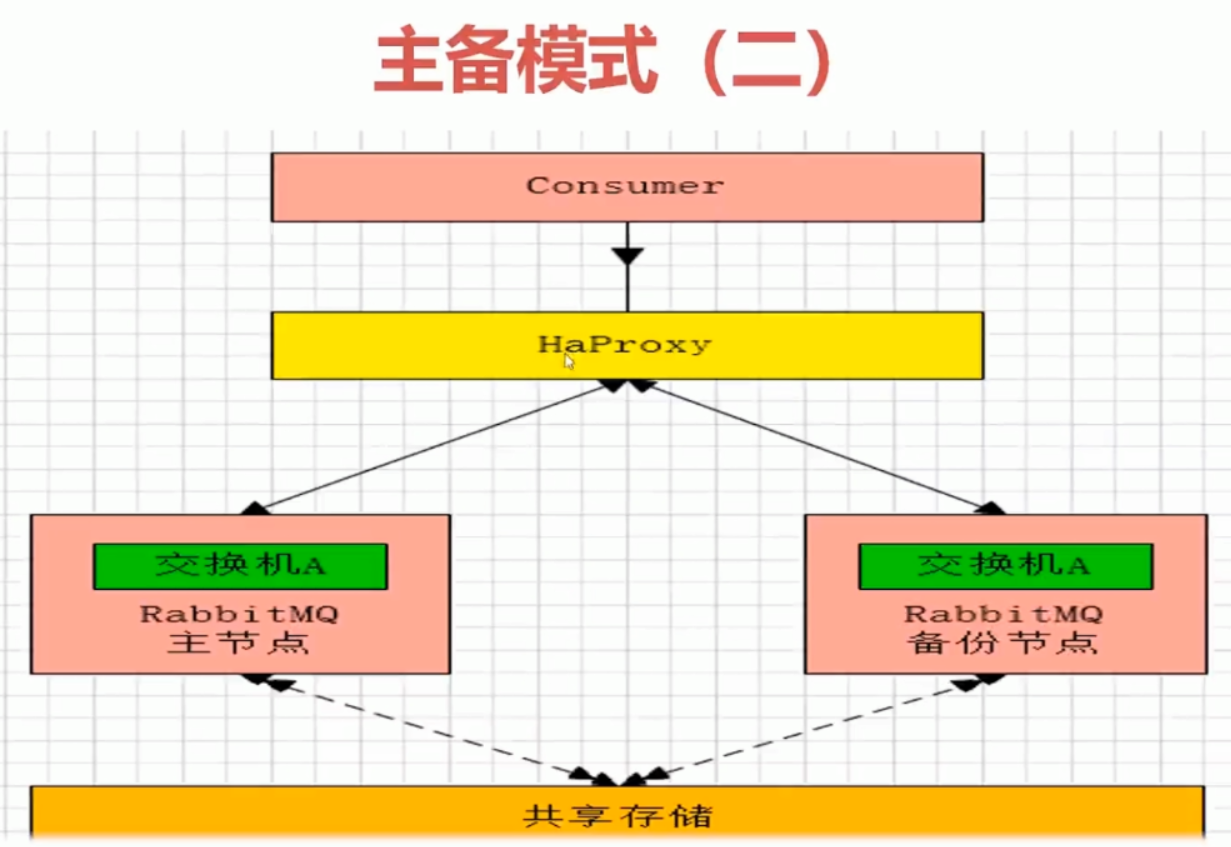 主备模式（二）
Consumer
HaProxy
交换机A
RabbitMQ
主节点
交换机A
RabbitMQ
备份节点
共享存储